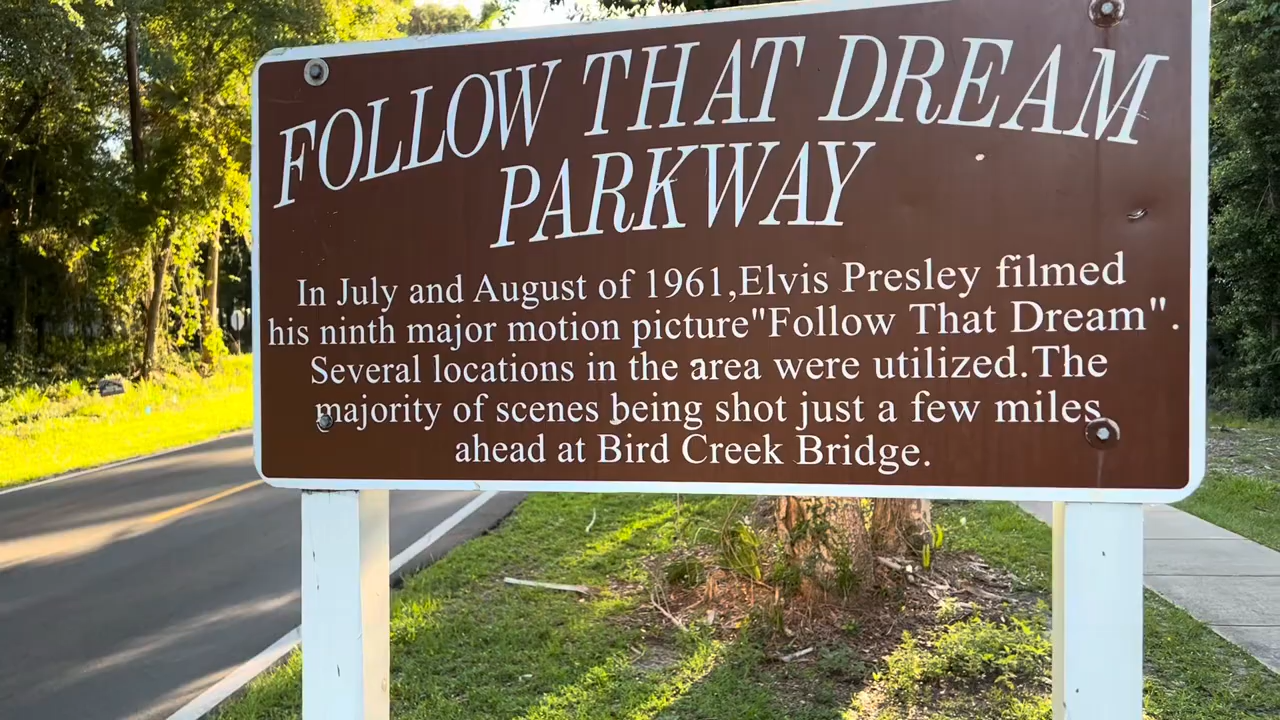 FOLLOW THAT DREAM
PARKWAY
In July and August of 1961,Elvis Presley filmed
his ninth major motion picture"Follow That Dream".
Several locations in the area were utilized.The
majority of scenes being shot just a few miles
ahead at Bird Creek Bridge.